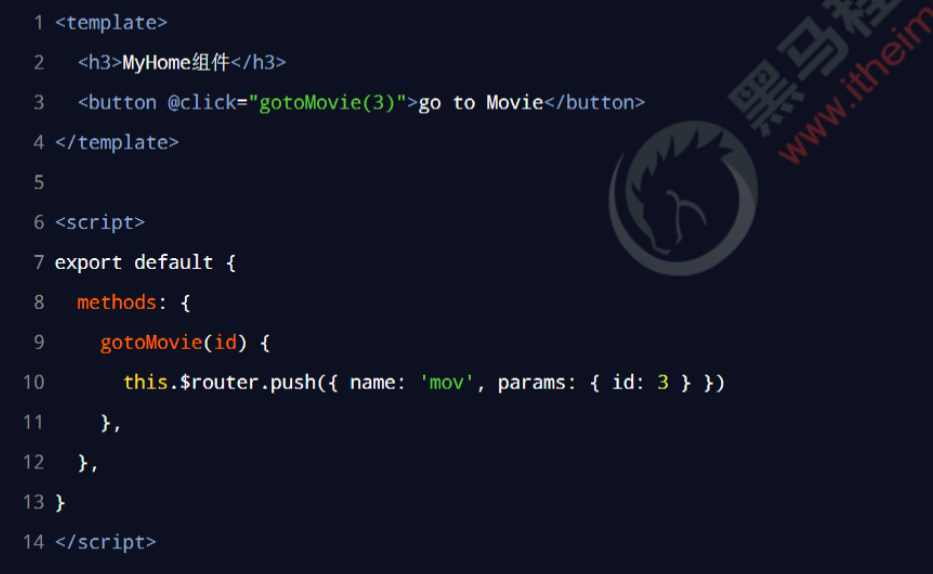 1 <template>
2   <h3>MyHome组件</h3>
3   <button @click="gotoMovie(3)">go to Movie</button>
4 </template>
5
6 <script>
7 export default {
8   methods: {
9     gotoMovie(id) {
10       this.$router.push({ name: 'mov', params: { id: 3 } })
11     },
12   },
13 }
14 </script>
黑马程
www.itheim